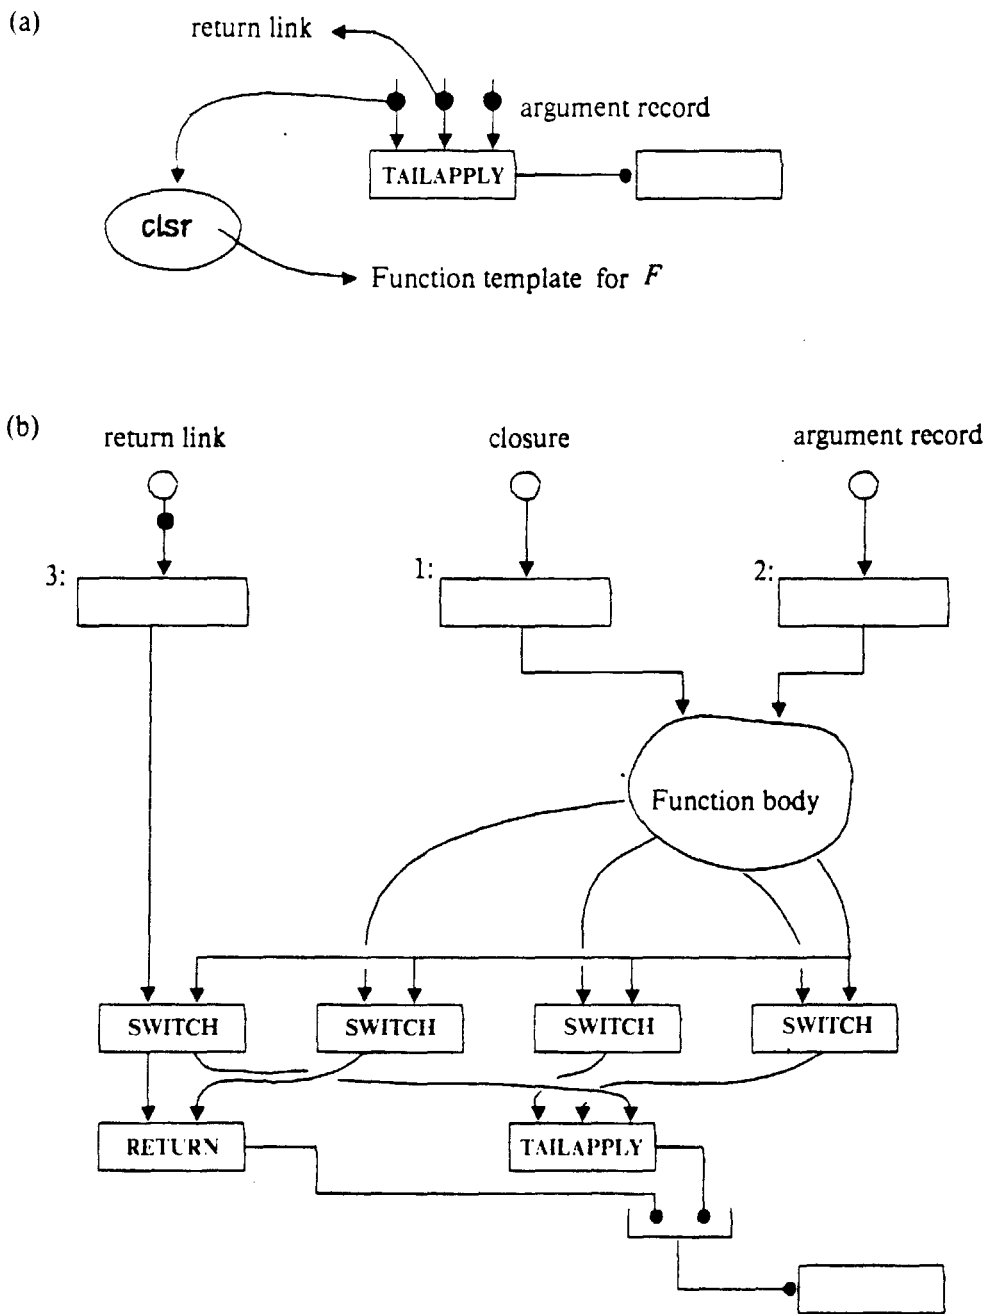 (a)
return link
argument record
TAILAPPLY
clsr
Function template for F
(b)
return link
closure
argument record
3:
1:
2:
Function body
SWITCH
SWITCH
SWITCH
SWITCH
RETURN
TAILAPPLY